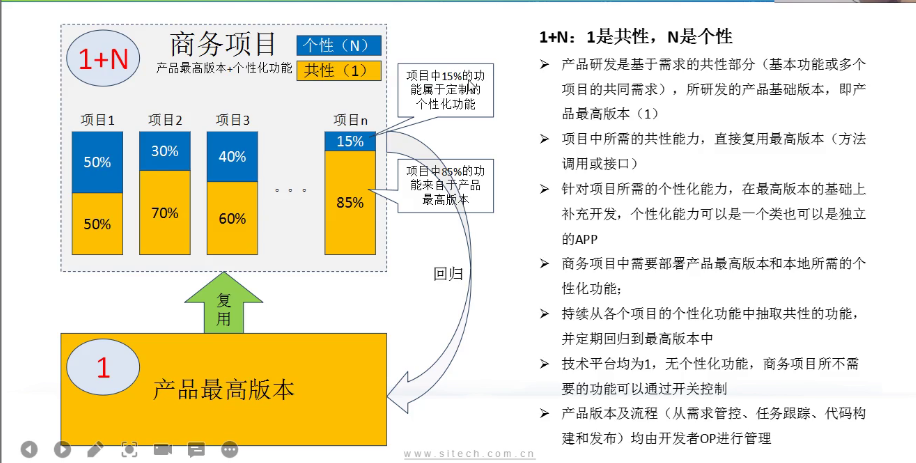 1+N
商务项目
产品最高版本+个性化功能
个性（N）
共性（1）
项目1
项目2
项目3
项目n
50%
30%
40%
15%
50%
70%
60%
85%
。。。
项目中15%的功
能属于定制的
个性化功能
项目中85%的功
能来自于产品
最高版本
回归
复
用
1
产品最高版本
1+N：1是共性，N是个性
产品研发是基于需求的共性部分（基本功能或多个
项目的共同需求），所研发的产品基础版本，即产
品最高版本（1）
项目中所需的共性能力，直接复用最高版本（方法
调用或接口）
针对项目所需的个性化能力，在最高版本的基础上
补充开发，个性化能力可以是一个类也可以是独立
的APP
商务项目中需要部署产品最高版本和本地所需的个
性化功能；
持续从各个项目的个性化功能中抽取共性的功能，
并定期回归到最高版本中
技术平台均为1，无个性化功能，商务项目所不需
要的功能可以通过开关控制
产品版本及流程（从需求管控、任务跟踪、代码构
建和发布）均由开发者OP进行管理
www.sitech.com.cn